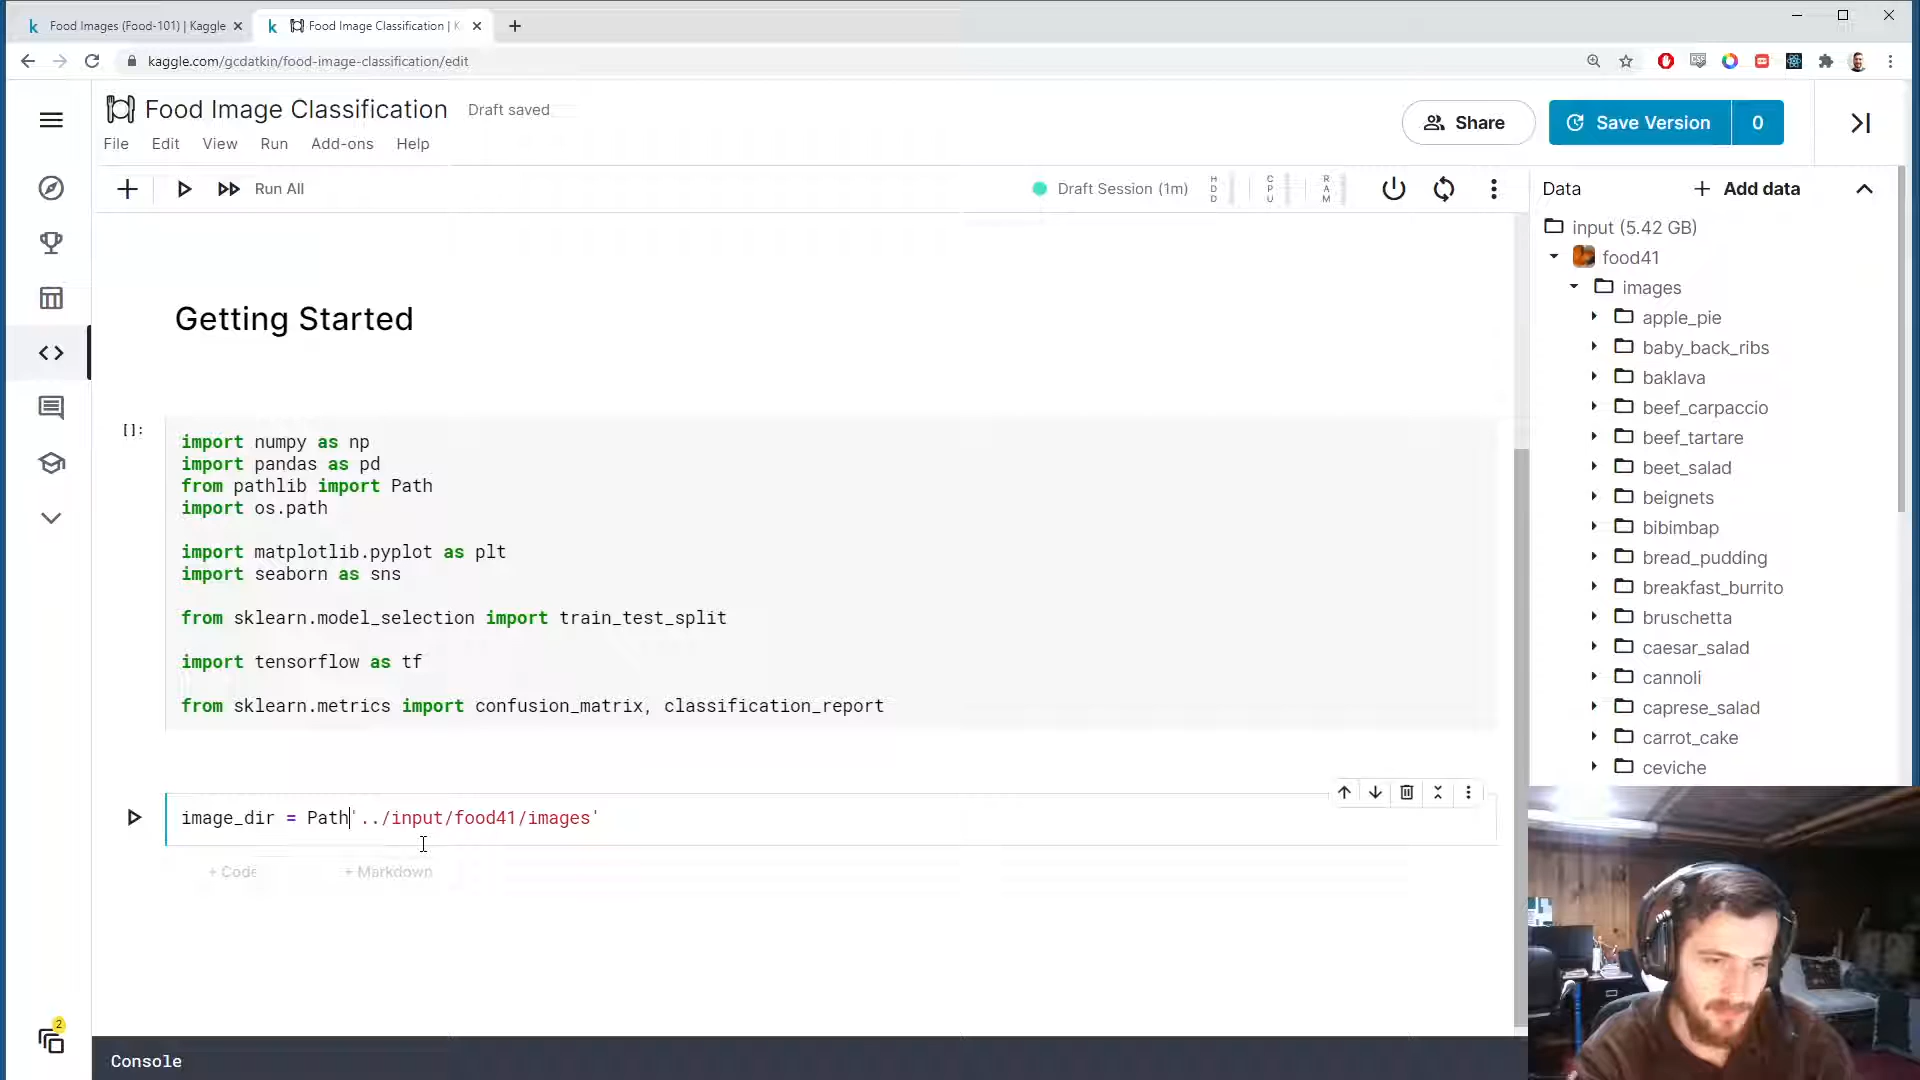 Food Images (Food-101) | Kaggle
Food Image Classification | K
kaggle.com/gcdatkin/food-image-classification/edit
Food Image Classification
Draft saved
Share
Save Version
0
File
Edit
View
Run
Add-ons
Help
Run All
Draft Session (1m)
HDD
CPU
RAM
Data
Add data
input (5.42 GB)
food41
images
apple_pie
baby_back_ribs
baklava
beef_carpaccio
beef_tartare
beet_salad
beignets
bibimbap
bread_pudding
breakfast_burrito
bruschetta
caesar_salad
cannoli
caprese_salad
carrot_cake
ceviche
Getting Started
[]:
import numpy as np
import pandas as pd
from pathlib import Path
import os.path
import matplotlib.pyplot as plt
import seaborn as sns
from sklearn.model_selection import train_test_split
import tensorflow as tf
from sklearn.metrics import confusion_matrix, classification_report
image_dir = Path'../input/food41/images'
+ Code
+ Markdown
2
Console